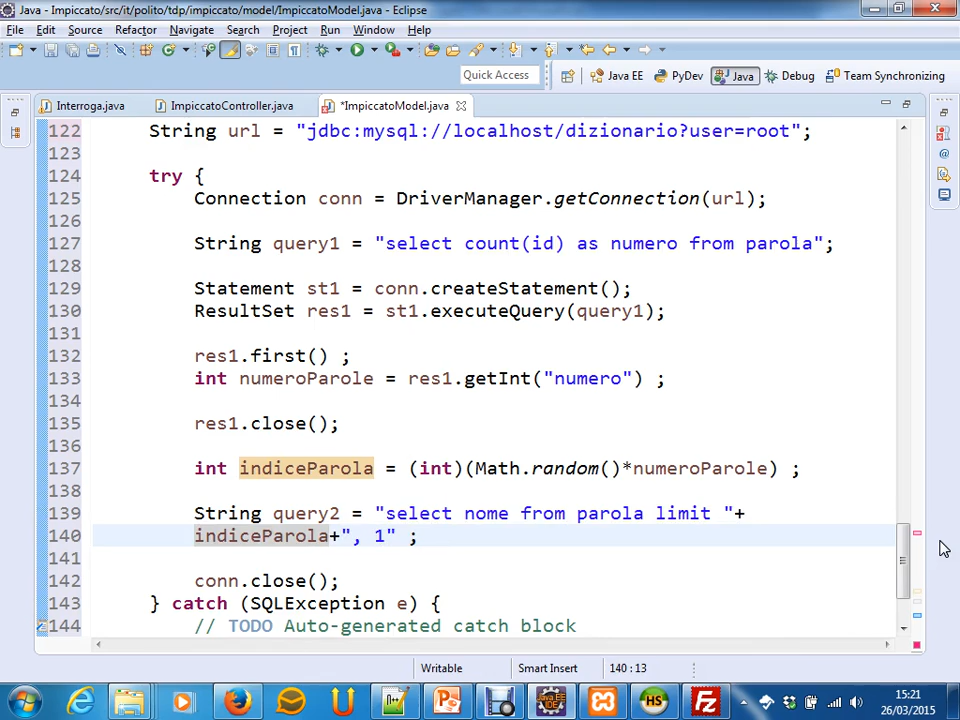 Java - Impiccato/src/it/polito/tdp/impiccato/model/ImpiccatoModel.java - Eclipse
File Edit Source Refactor Navigate Search Project Run Window Help
Quick Access Java EE PyDev Java Debug Team Synchronizing
Interroga.java ImpiccatoController.java *ImpiccatoModel.java
122 String url = "jdbc:mysql://localhost/dizionario?user=root";
123
124 try {
125 Connection conn = DriverManager.getConnection(url);
126
127 String query1 = "select count(id) as numero from parola";
128
129 Statement st1 = conn.createStatement();
130 ResultSet res1 = st1.executeQuery(query1);
131
132 res1.first() ;
133 int numeroParole = res1.getInt("numero") ;
134
135 res1.close();
136
137 int indiceParola = (int)(Math.random()*numeroParole) ;
138
139 String query2 = "select nome from parola limit "+
140 indiceParola+", 1" ;
141
142 conn.close();
143 } catch (SQLException e) {
144 // TODO Auto-generated catch block
Writable Smart Insert 140 : 13
15:21
26/03/2015